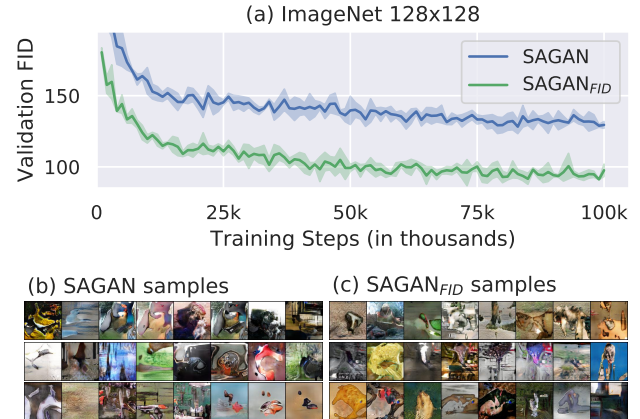 (a) ImageNet 128x128
Validation FID
150
100
SAGAN
SAGAN_FID
0 25k 50k 75k 100k
Training Steps (in thousands)
(b) SAGAN samples
(c) SAGAN_FID samples